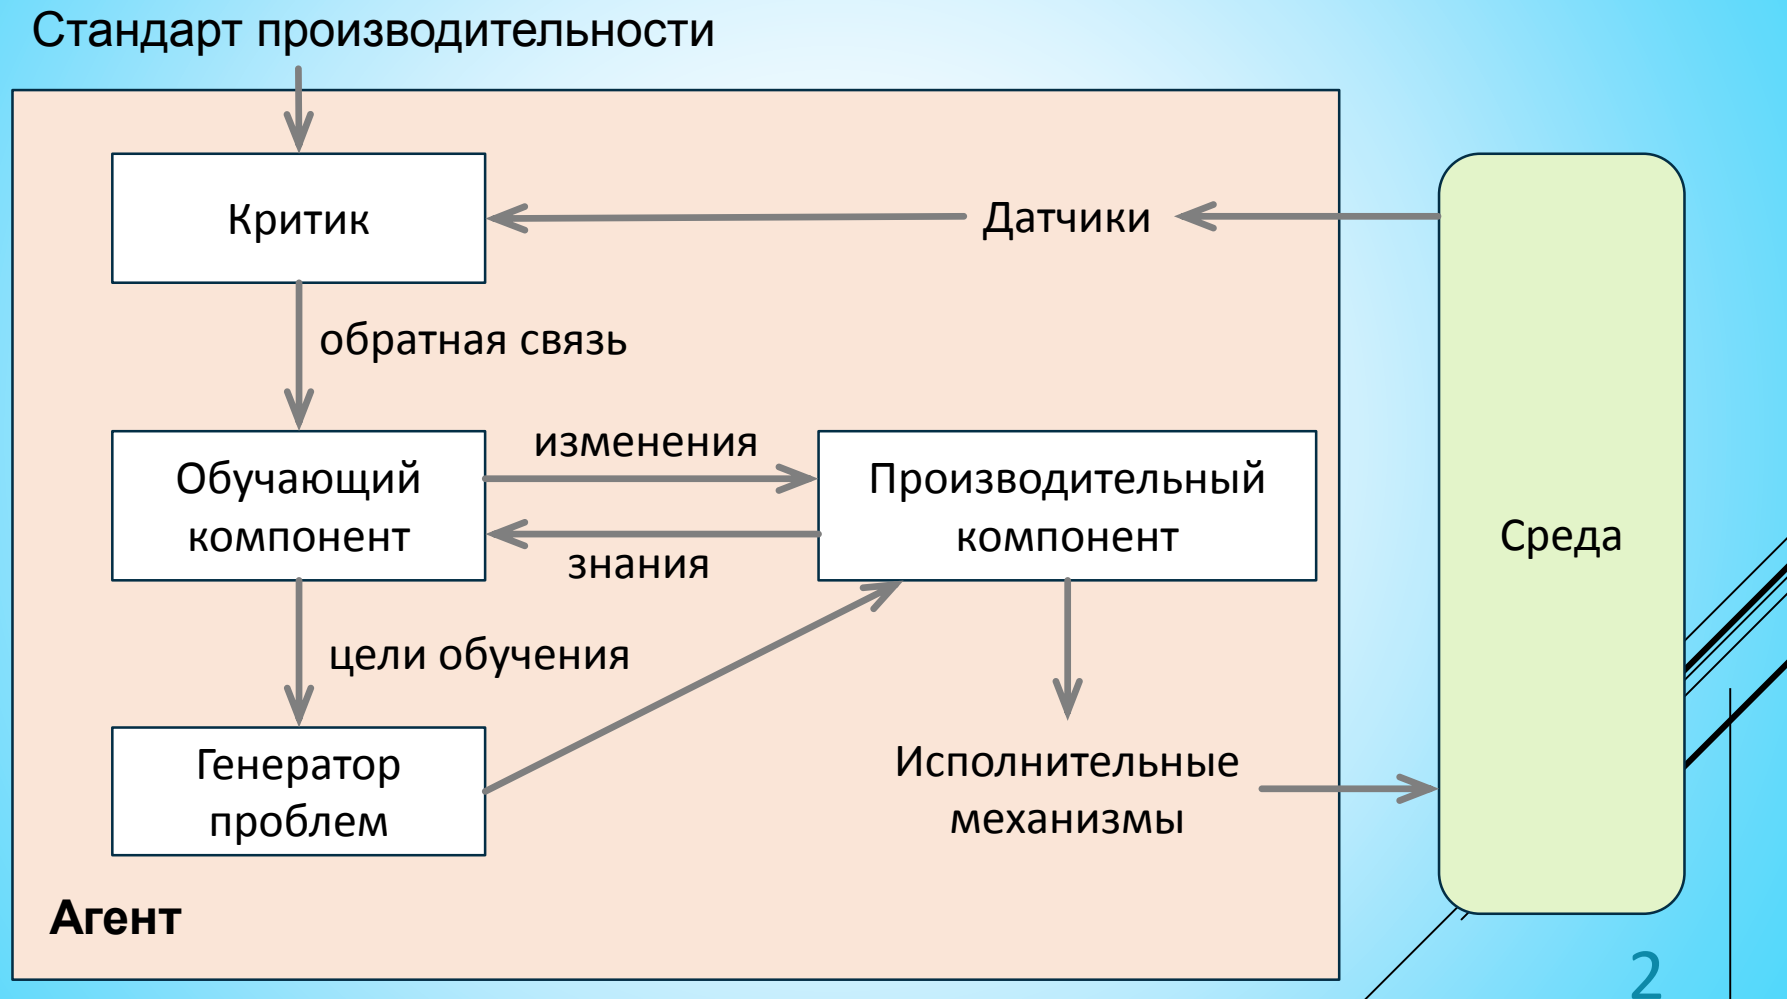 Стандарт производительности
Критик
Датчики
обратная связь
изменения
Обучающий
компонент
Производительный
компонент
знания
Среда
цели обучения
Генератор
проблем
Исполнительные
механизмы
Агент
2